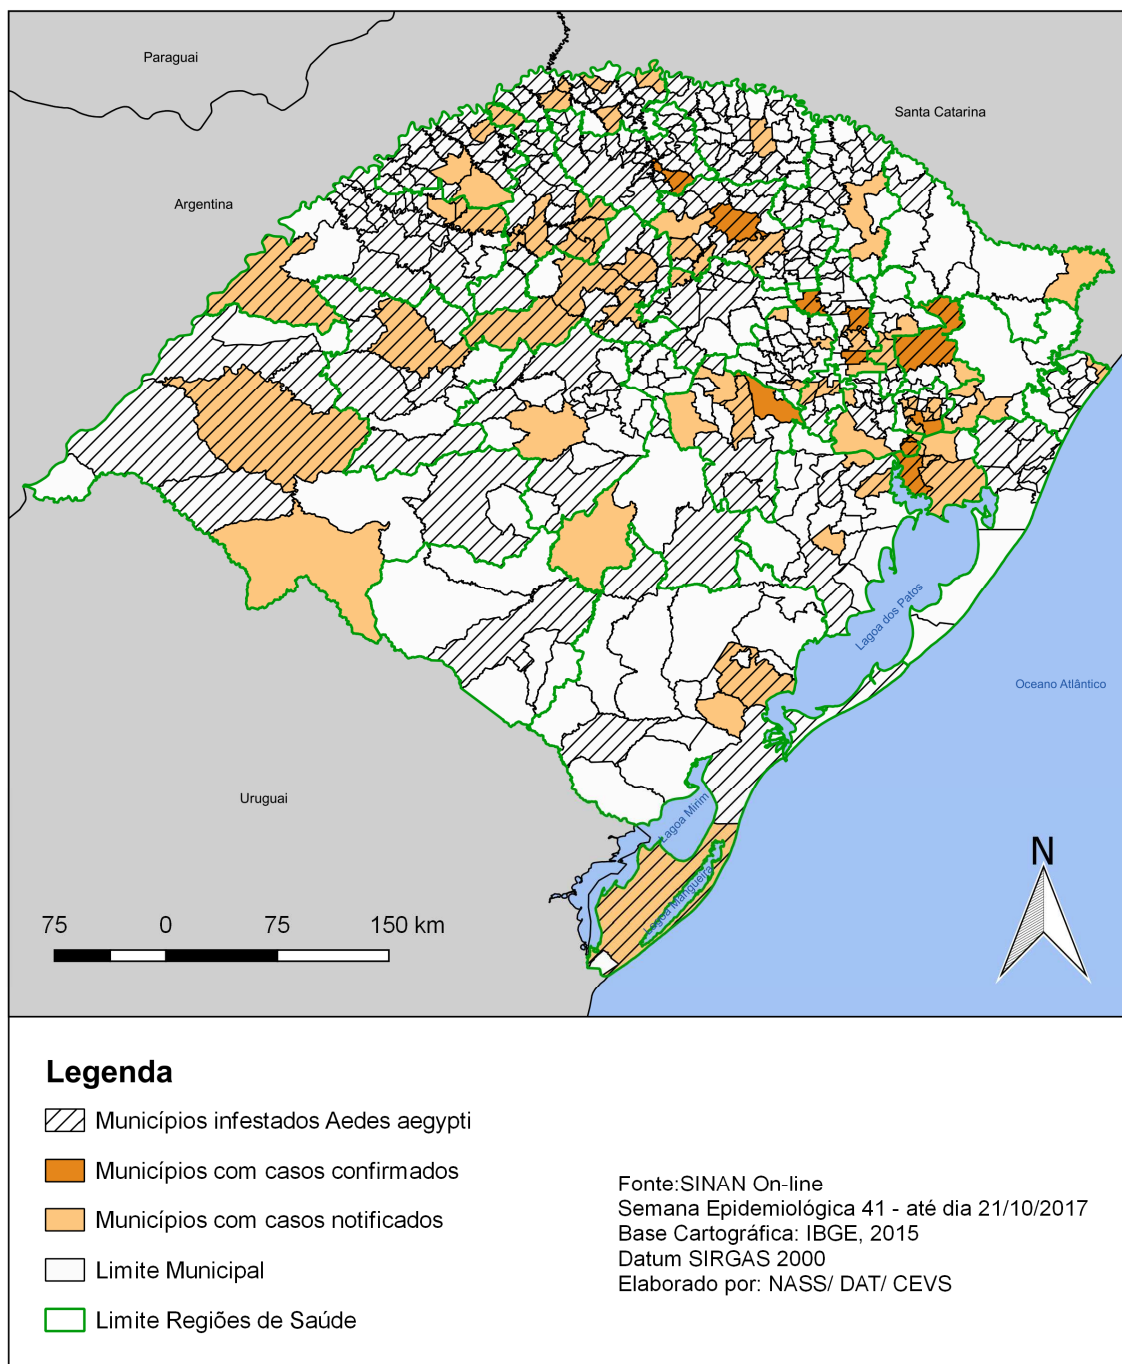 Paraguai
Santa Catarina
Argentina
Lagoa dos Patos
Oceano Atlântico
Uruguai
Lagoa Mirim
Lagoa Mangueira
N
75 0 75 150 km
Legenda
Municípios infestados Aedes aegypti
Municípios com casos confirmados
Municípios com casos notificados
Limite Municipal
Limite Regiões de Saúde
Fonte:SINAN On-line
Semana Epidemiológica 41 - até dia 21/10/2017
Base Cartográfica: IBGE, 2015
Datum SIRGAS 2000
Elaborado por: NASS/ DAT/ CEVS